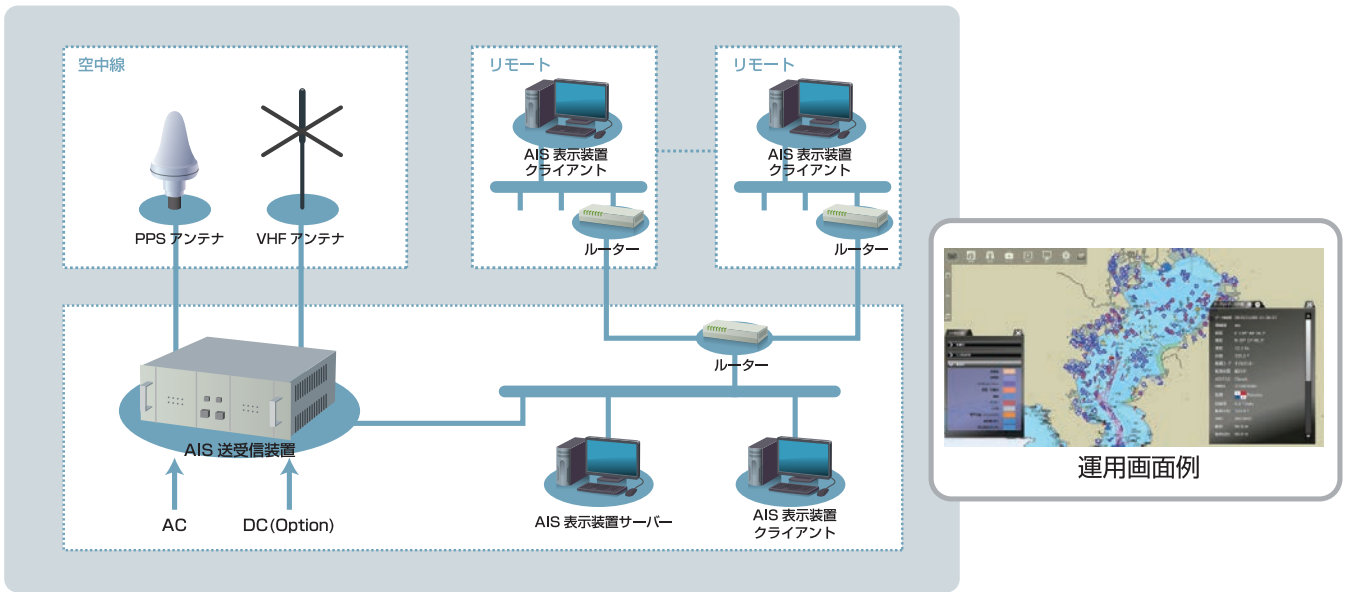 空中線
PPS アンテナ
VHF アンテナ
リモート
AIS 表示装置
クライアント
ルーター
リモート
AIS 表示装置
クライアント
ルーター
ルーター
AIS 送受信装置
AC
DC(Option)
AIS 表示装置サーバー
AIS 表示装置
クライアント
運用画面例